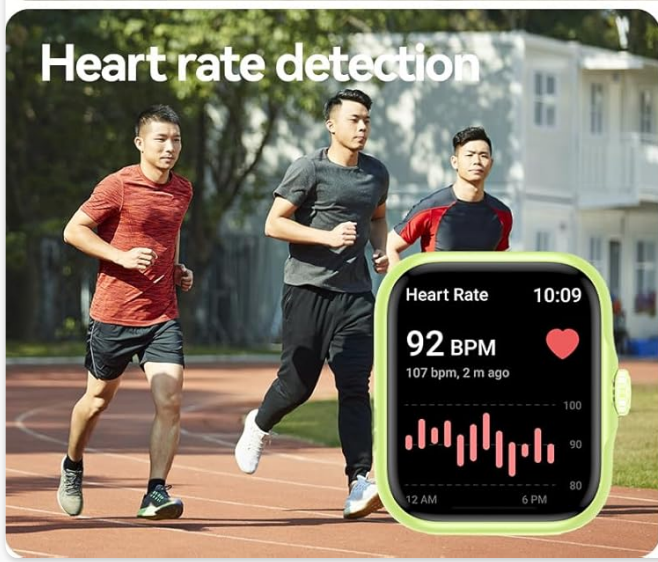 Heart rate detection
Heart Rate 10:09
92 BPM
107 bpm, 2 m ago
100
90
80
12 AM 6 PM